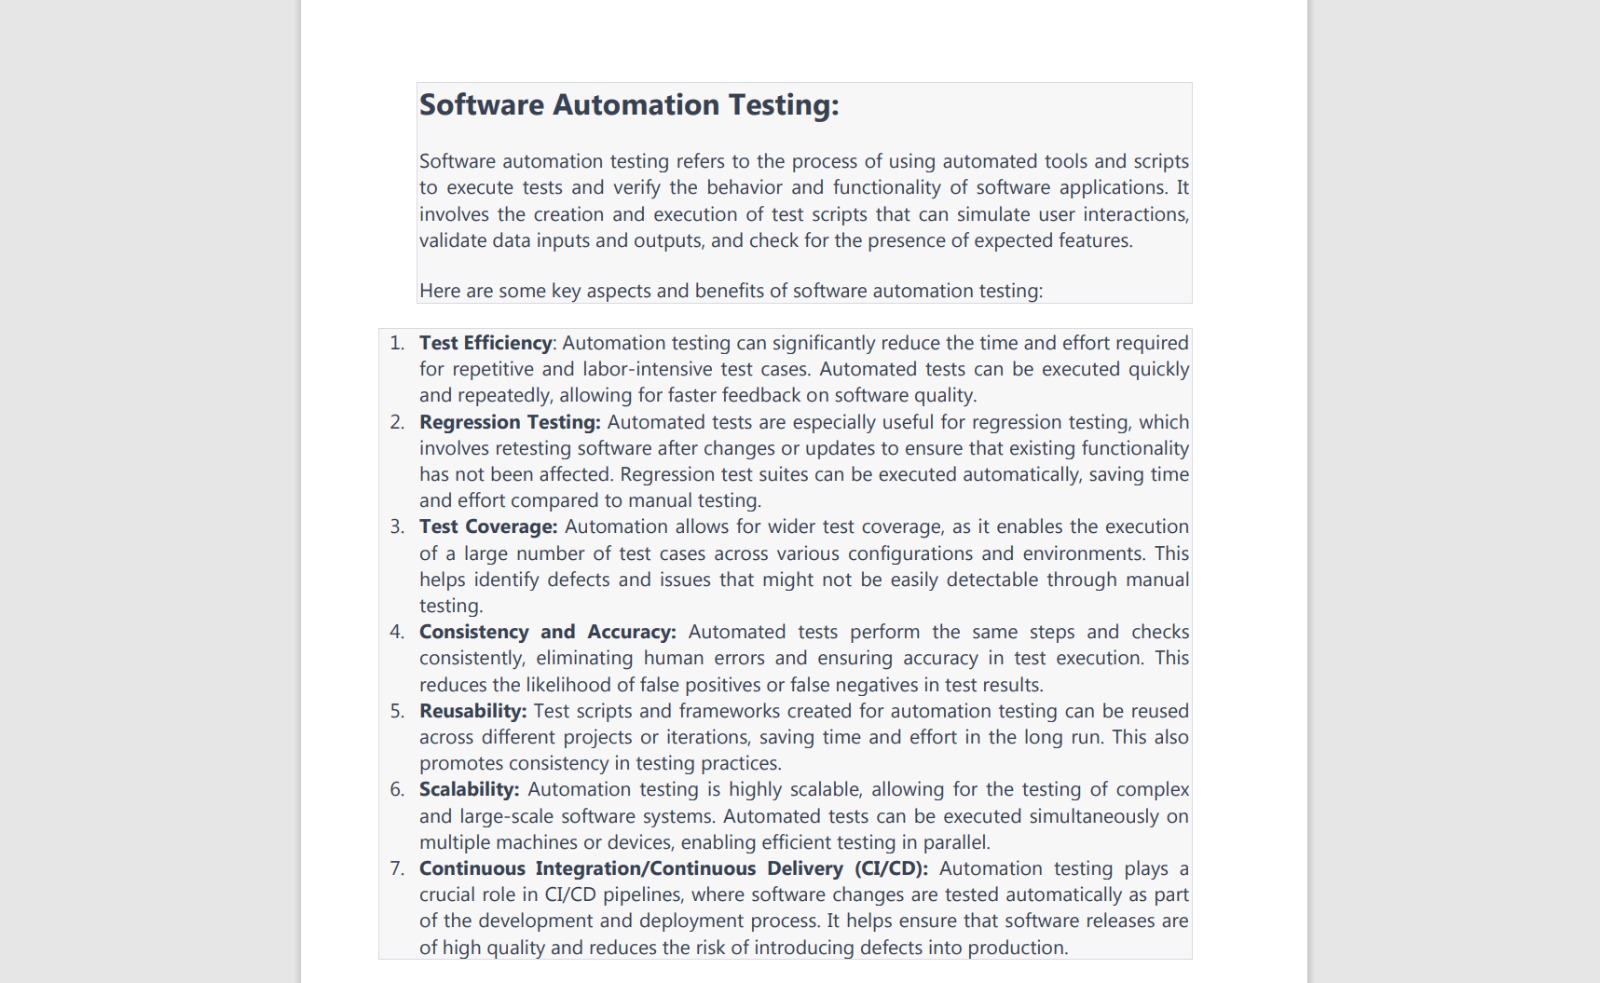 Software Automation Testing:
Software automation testing refers to the process of using automated tools and scripts
to execute tests and verify the behavior and functionality of software applications. It
involves the creation and execution of test scripts that can simulate user interactions,
validate data inputs and outputs, and check for the presence of expected features.
Here are some key aspects and benefits of software automation testing:
1. Test Efficiency: Automation testing can significantly reduce the time and effort required
for repetitive and labor-intensive test cases. Automated tests can be executed quickly
and repeatedly, allowing for faster feedback on software quality.
2. Regression Testing: Automated tests are especially useful for regression testing, which
involves retesting software after changes or updates to ensure that existing functionality
has not been affected. Regression test suites can be executed automatically, saving time
and effort compared to manual testing.
3. Test Coverage: Automation allows for wider test coverage, as it enables the execution
of a large number of test cases across various configurations and environments. This
helps identify defects and issues that might not be easily detectable through manual
testing.
4. Consistency and Accuracy: Automated tests perform the same steps and checks
consistently, eliminating human errors and ensuring accuracy in test execution. This
reduces the likelihood of false positives or false negatives in test results.
5. Reusability: Test scripts and frameworks created for automation testing can be reused
across different projects or iterations, saving time and effort in the long run. This also
promotes consistency in testing practices.
6. Scalability: Automation testing is highly scalable, allowing for the testing of complex
and large-scale software systems. Automated tests can be executed simultaneously on
multiple machines or devices, enabling efficient testing in parallel.
7. Continuous Integration/Continuous Delivery (CI/CD): Automation testing plays a
crucial role in CI/CD pipelines, where software changes are tested automatically as part
of the development and deployment process. It helps ensure that software releases are
of high quality and reduces the risk of introducing defects into production.